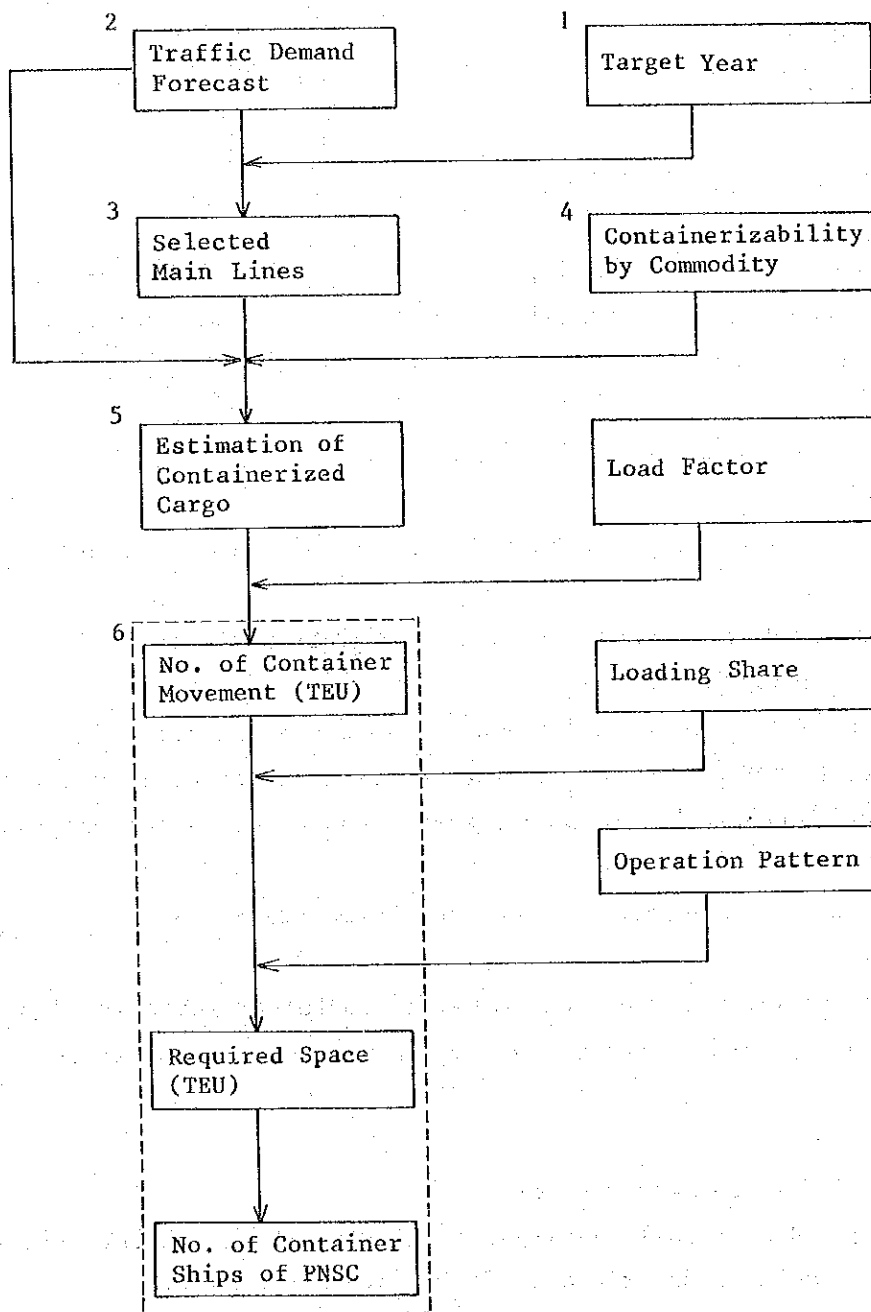 2
Traffic Demand
Forecast
1
Target Year
3
Selected
Main Lines
4
Containerizability
by Commodity
5
Estimation of
Containerized
Cargo
Load Factor
6
No. of Container
Movement (TEU)
Loading Share
Operation Pattern
Required Space
(TEU)
No. of Container
Ships of PNSC